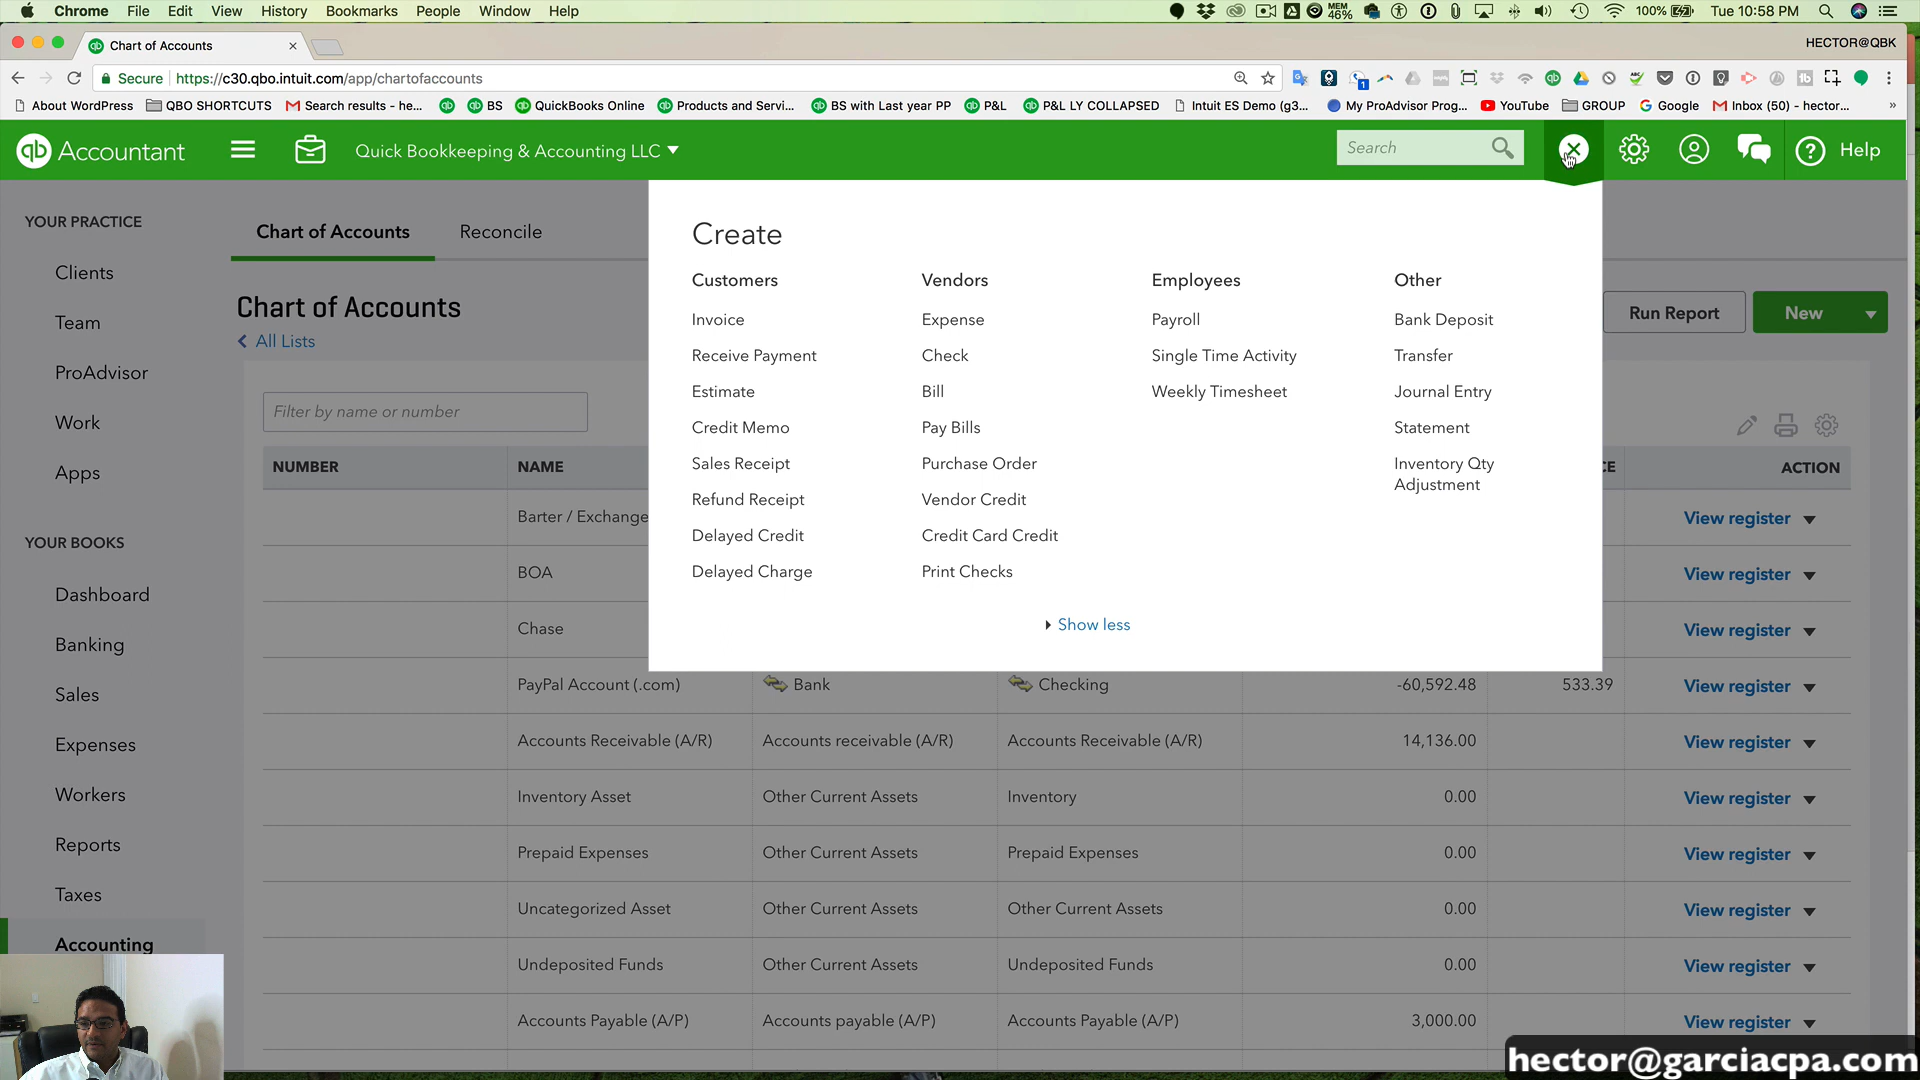 Chrome File Edit View History Bookmarks People Window Help MEM 46% 100% Tue 10:58 PM
Chart of Accounts HECTOR@QBK
Secure https://c30.qbo.intuit.com/app/chartofaccounts
About WordPress QBO SHORTCUTS Search results - he... BS QuickBooks Online Products and Servi... BS with Last year PP P&L P&L LY COLLAPSED Intuit ES Demo (g3... My ProAdvisor Prog... YouTube GROUP Google Inbox (50) - hector... »
qb Accountant Quick Bookkeeping & Accounting LLC Search Help
YOUR PRACTICE
Clients
Team
ProAdvisor
Work
Apps
YOUR BOOKS
Dashboard
Banking
Sales
Expenses
Workers
Reports
Taxes
Accounting
Chart of Accounts Reconcile
Chart of Accounts
All Lists
Run Report New
Filter by name or number
Create
Customers
Invoice
Receive Payment
Estimate
Credit Memo
Sales Receipt
Refund Receipt
Delayed Credit
Delayed Charge
Vendors
Expense
Check
Bill
Pay Bills
Purchase Order
Vendor Credit
Credit Card Credit
Print Checks
Employees
Payroll
Single Time Activity
Weekly Timesheet
Other
Bank Deposit
Transfer
Journal Entry
Statement
Inventory Qty
Adjustment
Show less
NUMBER NAME CE ACTION
Barter / Exchange View register
BOA View register
Chase View register
PayPal Account (.com) Bank Checking -60,592.48 533.39 View register
Accounts Receivable (A/R) Accounts receivable (A/R) Accounts Receivable (A/R) 14,136.00 View register
Inventory Asset Other Current Assets Inventory 0.00 View register
Prepaid Expenses Other Current Assets Prepaid Expenses 0.00 View register
Uncategorized Asset Other Current Assets Other Current Assets 0.00 View register
Undeposited Funds Other Current Assets Undeposited Funds 0.00 View register
Accounts Payable (A/P) Accounts payable (A/P) Accounts Payable (A/P) 3,000.00 View register
hector@garciacpa.com